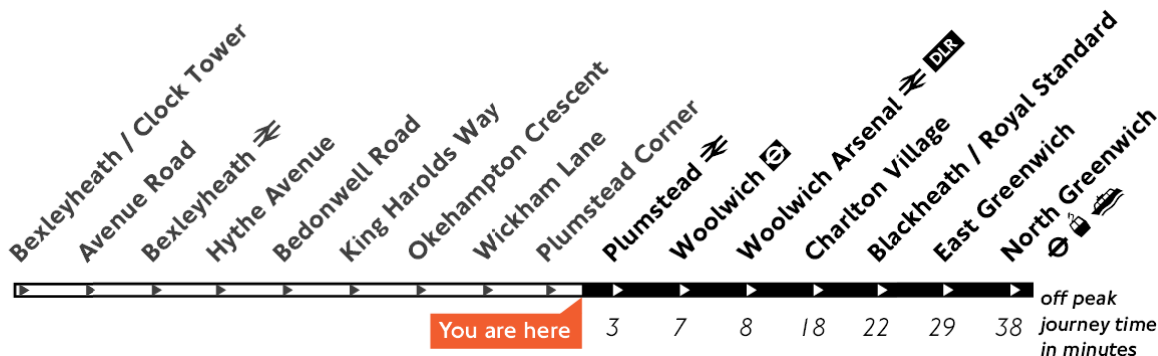 Bexleyheath / Clock Tower
Avenue Road
Bexleyheath
Hythe Avenue
Bedonwell Road
King Harolds Way
Okehampton Crescent
Wickham Lane
Plumstead Corner
Plumstead
Woolwich
Woolwich Arsenal DLR
Charlton Village
Blackheath / Royal Standard
East Greenwich
North Greenwich
You are here
3 7 8 18 22 29 38
off peak
journey time
in minutes